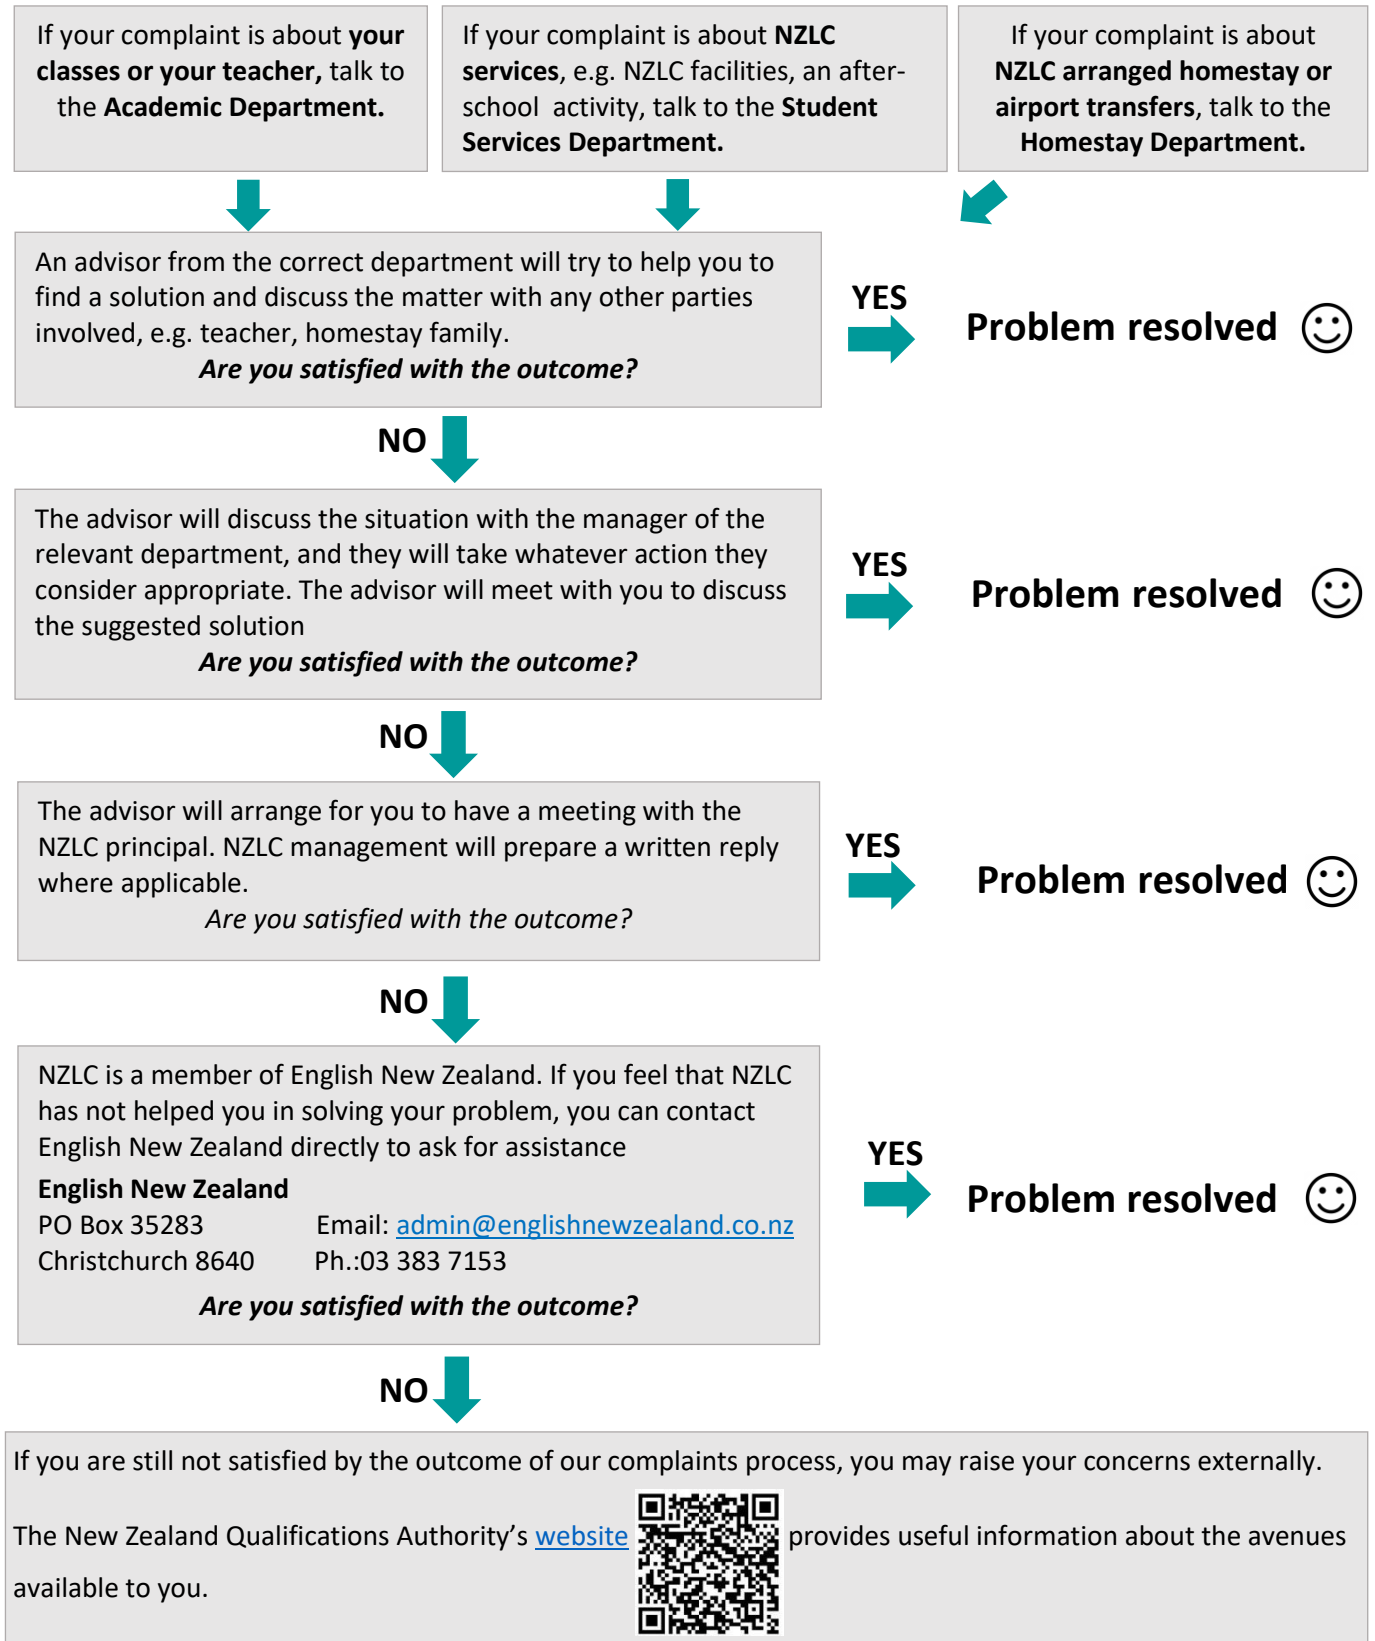 If your complaint is about your
classes or your teacher, talk to
the Academic Department.
If your complaint is about NZLC
services, e.g. NZLC facilities, an after-
school  activity, talk to the Student
Services Department.
If your complaint is about
NZLC arranged homestay or
airport transfers, talk to the
Homestay Department.
An advisor from the correct department will try to help you to
find a solution and discuss the matter with any other parties
involved, e.g. teacher, homestay family.
Are you satisfied with the outcome?
YES
Problem resolved
NO
The advisor will discuss the situation with the manager of the
relevant department, and they will take whatever action they
consider appropriate. The advisor will meet with you to discuss
the suggested solution
Are you satisfied with the outcome?
YES
Problem resolved
NO
The advisor will arrange for you to have a meeting with the
NZLC principal. NZLC management will prepare a written reply
where applicable.
Are you satisfied with the outcome?
YES
Problem resolved
NO
NZLC is a member of English New Zealand. If you feel that NZLC
has not helped you in solving your problem, you can contact
English New Zealand directly to ask for assistance
English New Zealand
PO Box 35283 Email: admin@englishnewzealand.co.nz
Christchurch 8640 Ph.:03 383 7153
Are you satisfied with the outcome?
YES
Problem resolved
NO
If you are still not satisfied by the outcome of our complaints process, you may raise your concerns externally.
The New Zealand Qualifications Authority’s website provides useful information about the avenues
available to you.